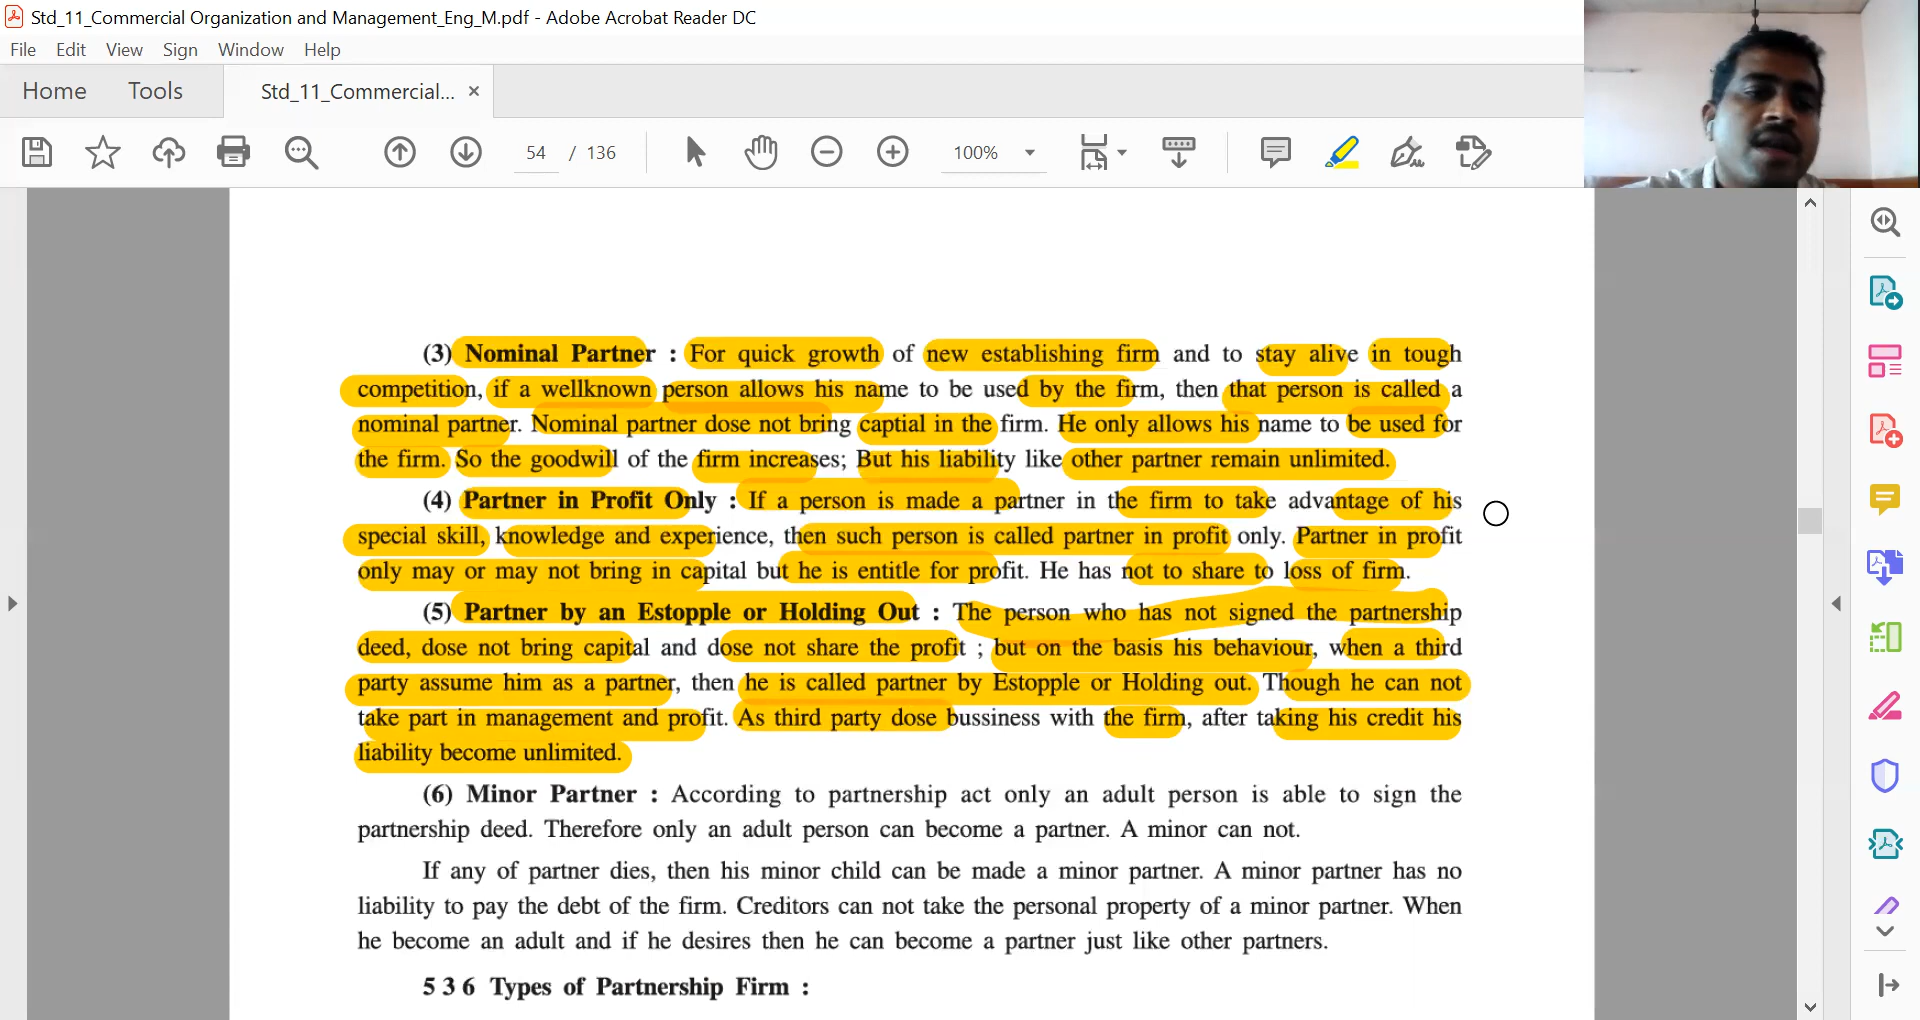 Std_11_Commercial Organization and Management_Eng_M.pdf - Adobe Acrobat Reader DC
File Edit View Sign Window Help
Home Tools Std_11_Commercial... ×
54 / 136 100%
(3) Nominal Partner : For quick growth of new establishing firm and to stay alive in tough
competition, if a wellknown person allows his name to be used by the firm, then that person is called a
nominal partner. Nominal partner dose not bring captial in the firm. He only allows his name to be used for
the firm. So the goodwill of the firm increases; But his liability like other partner remain unlimited.
(4) Partner in Profit Only : If a person is made a partner in the firm to take advantage of his
special skill, knowledge and experience, then such person is called partner in profit only. Partner in profit
only may or may not bring in capital but he is entitle for profit. He has not to share to loss of firm.
(5) Partner by an Estopple or Holding Out : The person who has not signed the partnership
deed, dose not bring capital and dose not share the profit ; but on the basis his behaviour, when a third
party assume him as a partner, then he is called partner by Estopple or Holding out. Though he can not
take part in management and profit. As third party dose bussiness with the firm, after taking his credit his
liability become unlimited.
(6) Minor Partner : According to partnership act only an adult person is able to sign the
partnership deed. Therefore only an adult person can become a partner. A minor can not.
If any of partner dies, then his minor child can be made a minor partner. A minor partner has no
liability to pay the debt of the firm. Creditors can not take the personal property of a minor partner. When
he become an adult and if he desires then he can become a partner just like other partners.
5 3 6 Types of Partnership Firm :